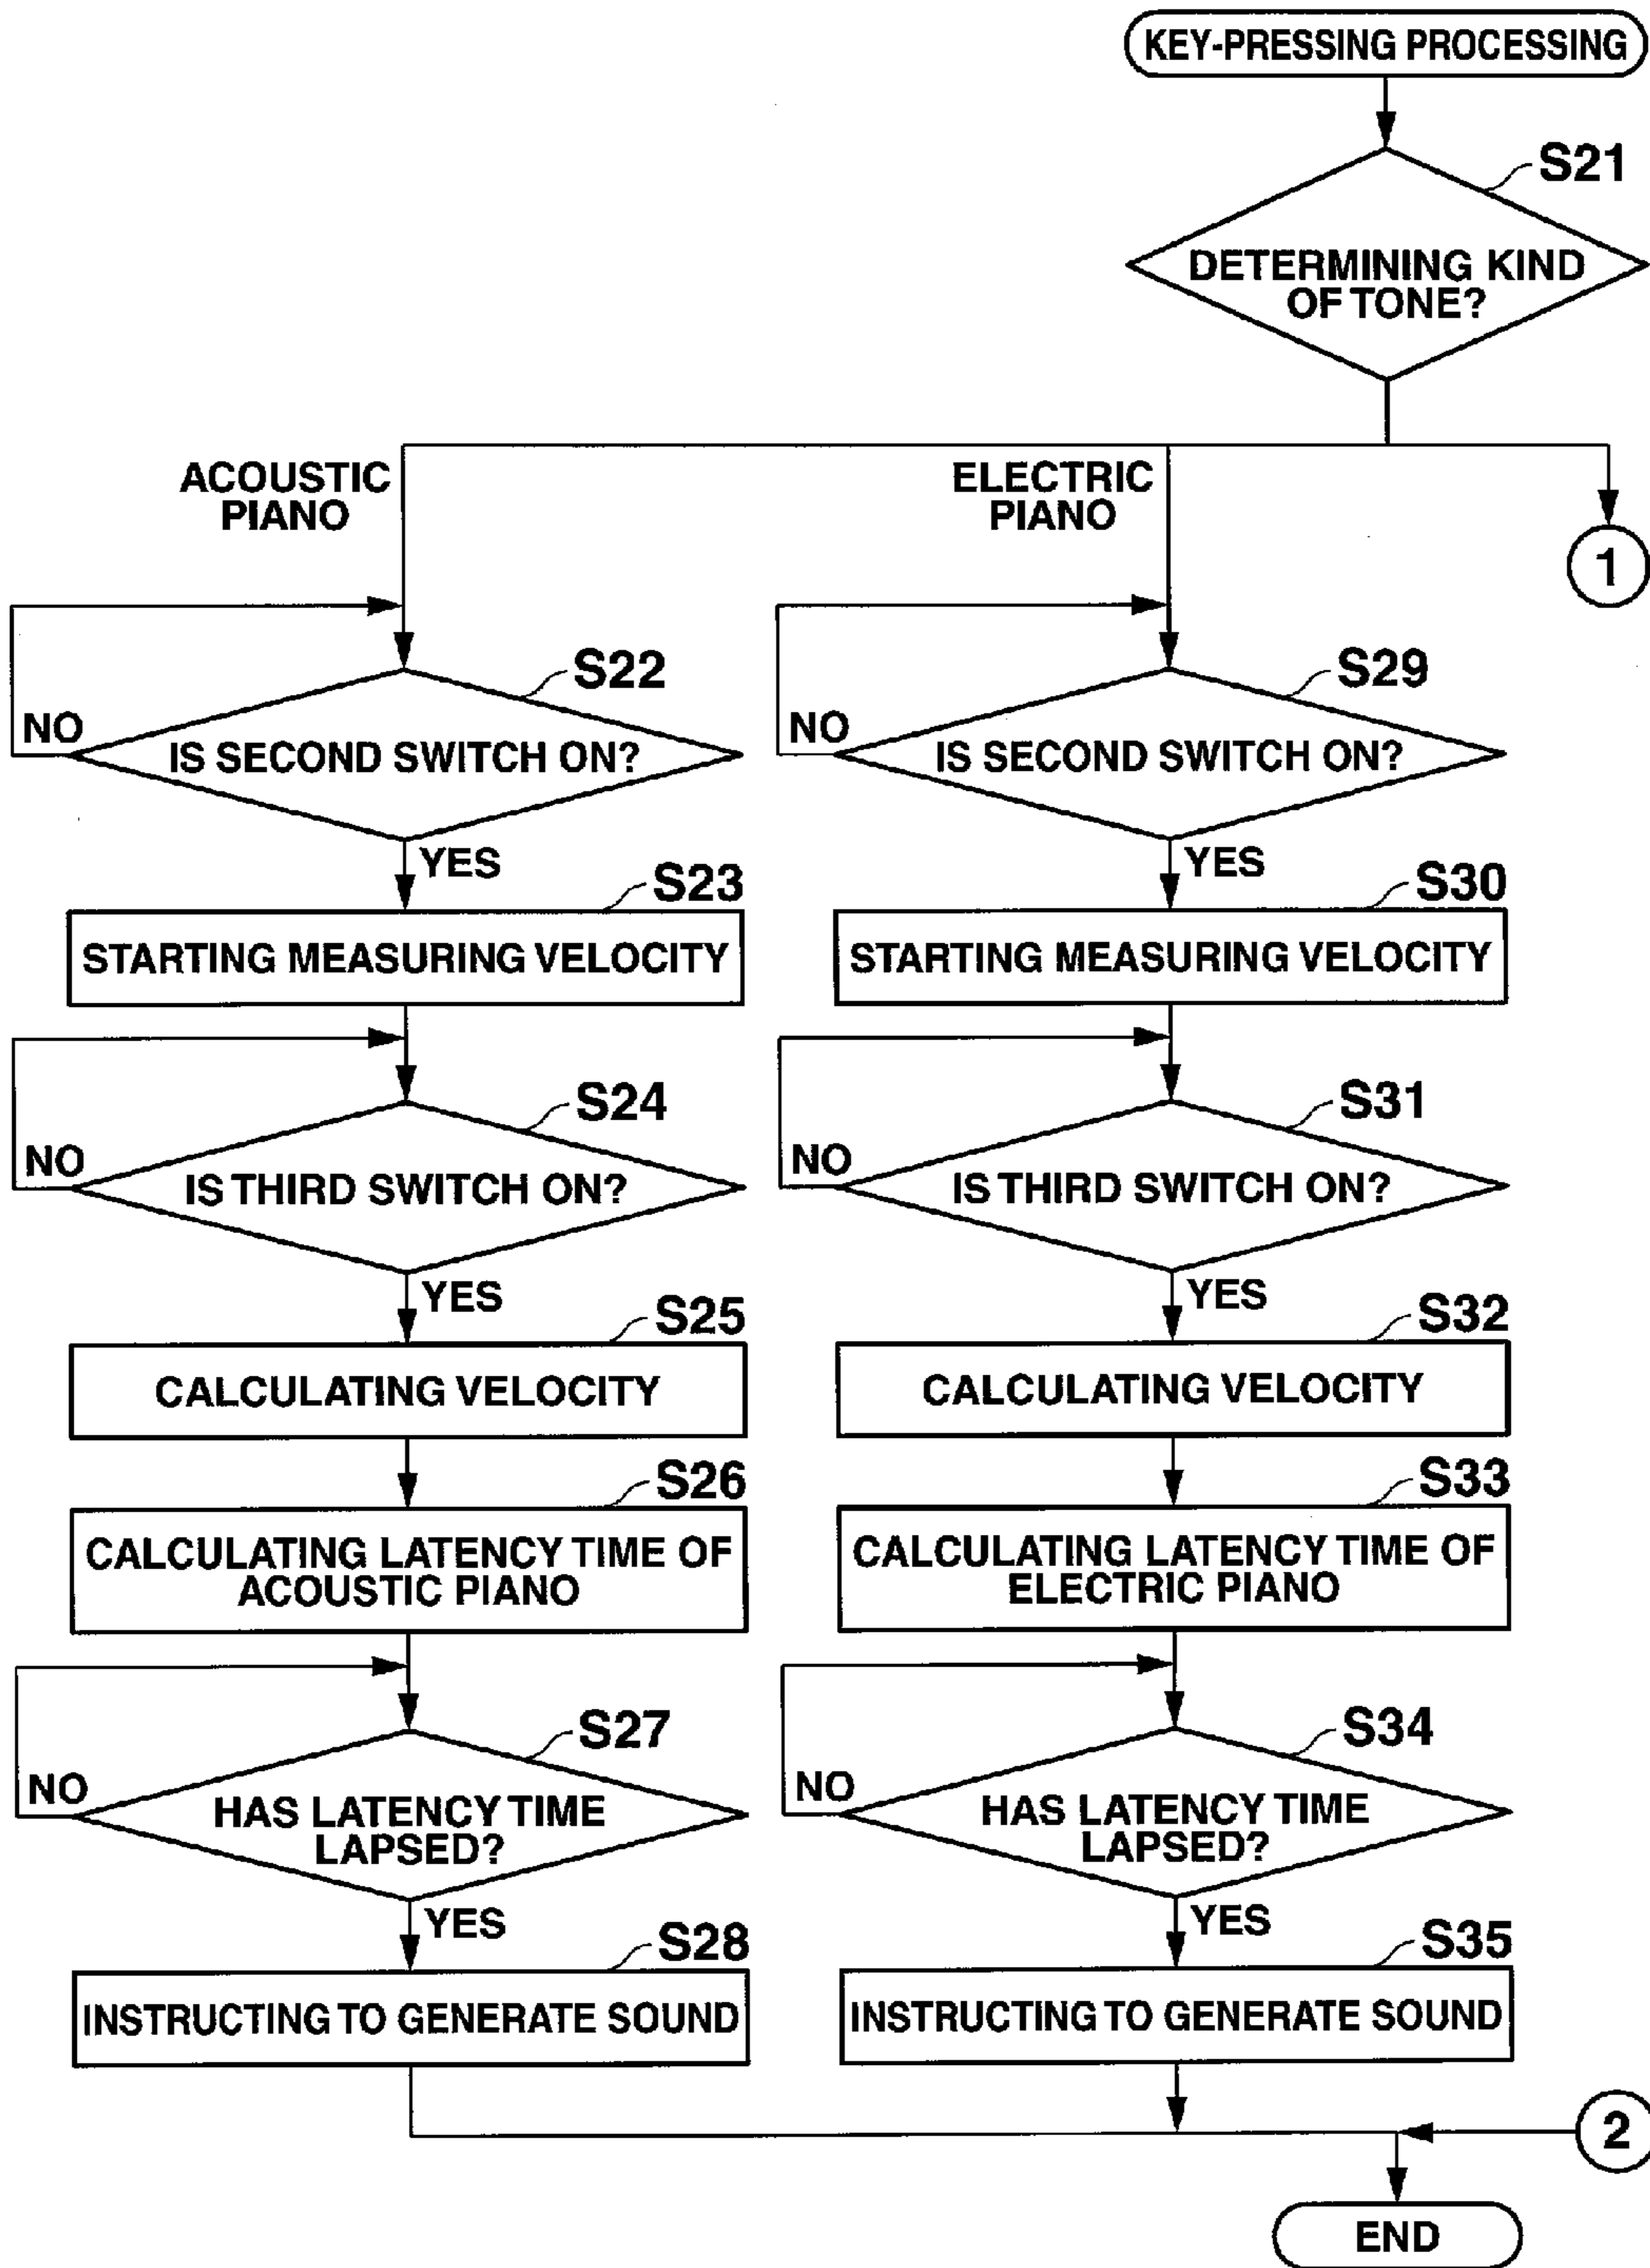 KEY-PRESSING PROCESSING
S21
DETERMINING KIND
OF TONE?
ACOUSTIC
PIANO
ELECTRIC
PIANO
1
S22
NO
IS SECOND SWITCH ON?
YES
S29
NO
IS SECOND SWITCH ON?
YES
S23
STARTING MEASURING VELOCITY
S30
STARTING MEASURING VELOCITY
S24
NO
IS THIRD SWITCH ON?
YES
S31
NO
IS THIRD SWITCH ON?
YES
S25
CALCULATING VELOCITY
S32
CALCULATING VELOCITY
S26
CALCULATING LATENCY TIME OF
ACOUSTIC PIANO
S33
CALCULATING LATENCY TIME OF
ELECTRIC PIANO
S27
NO
HAS LATENCY TIME
LAPSED?
YES
S34
NO
HAS LATENCY TIME
LAPSED?
YES
S28
INSTRUCTING TO GENERATE SOUND
S35
INSTRUCTING TO GENERATE SOUND
2
END